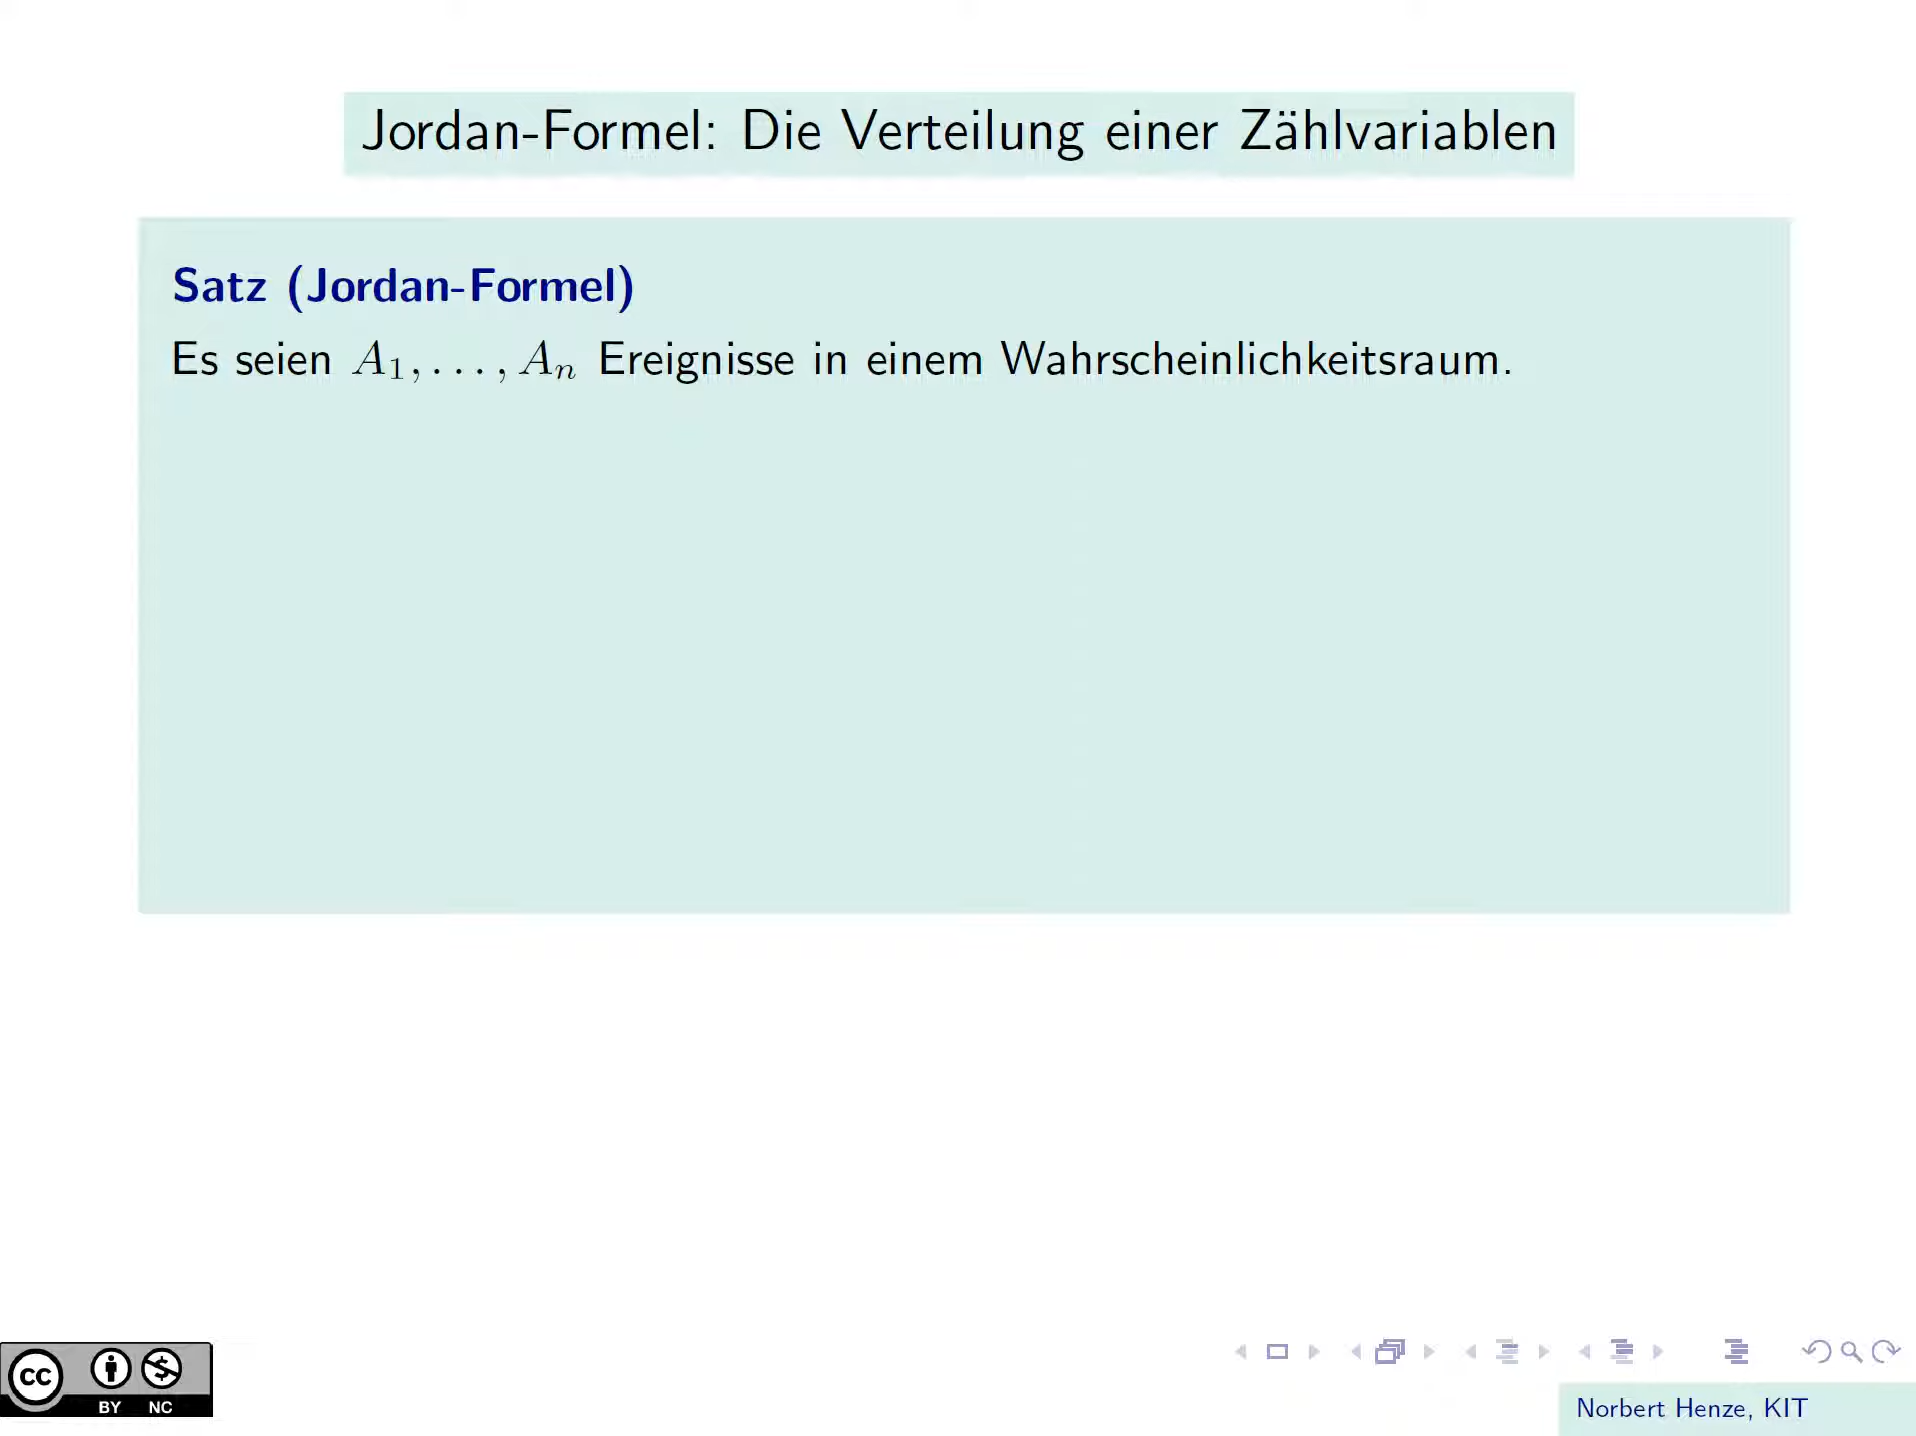 Jordan-Formel: Die Verteilung einer Zählvariablen
Satz (Jordan-Formel)
Es seien A₁, . . . , Aₙ Ereignisse in einem Wahrscheinlichkeitsraum.
cc
BY NC
Norbert Henze, KIT